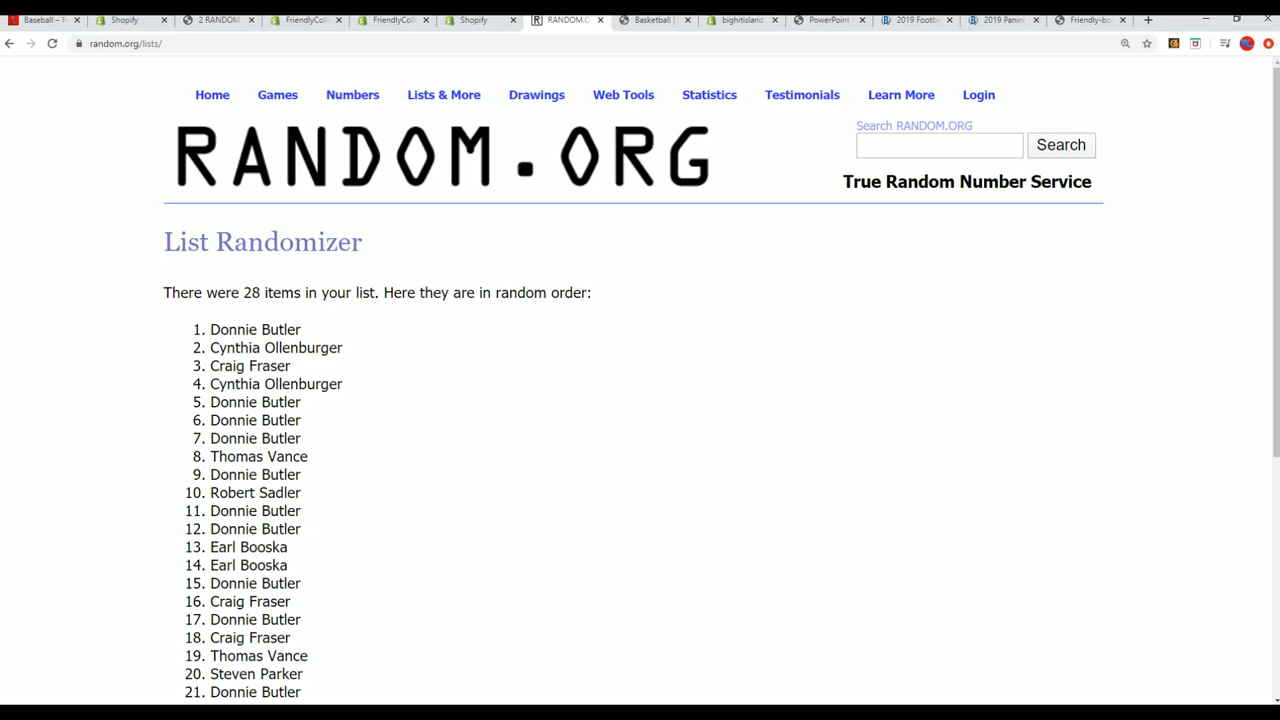 Baseball – F
Shopify
2 RANDOM
FriendlyColl
FriendlyColl
Shopify
RANDOM.O
Basketball
bighitisland
PowerPoint
2019 Footb
2019 Panini
Friendly-bo
random.org/lists/
Home Games Numbers Lists & More Drawings Web Tools Statistics Testimonials Learn More Login
RANDOM.ORG
Search RANDOM.ORG
Search
True Random Number Service
List Randomizer
There were 28 items in your list. Here they are in random order:
1. Donnie Butler
2. Cynthia Ollenburger
3. Craig Fraser
4. Cynthia Ollenburger
5. Donnie Butler
6. Donnie Butler
7. Donnie Butler
8. Thomas Vance
9. Donnie Butler
10. Robert Sadler
11. Donnie Butler
12. Donnie Butler
13. Earl Booska
14. Earl Booska
15. Donnie Butler
16. Craig Fraser
17. Donnie Butler
18. Craig Fraser
19. Thomas Vance
20. Steven Parker
21. Donnie Butler